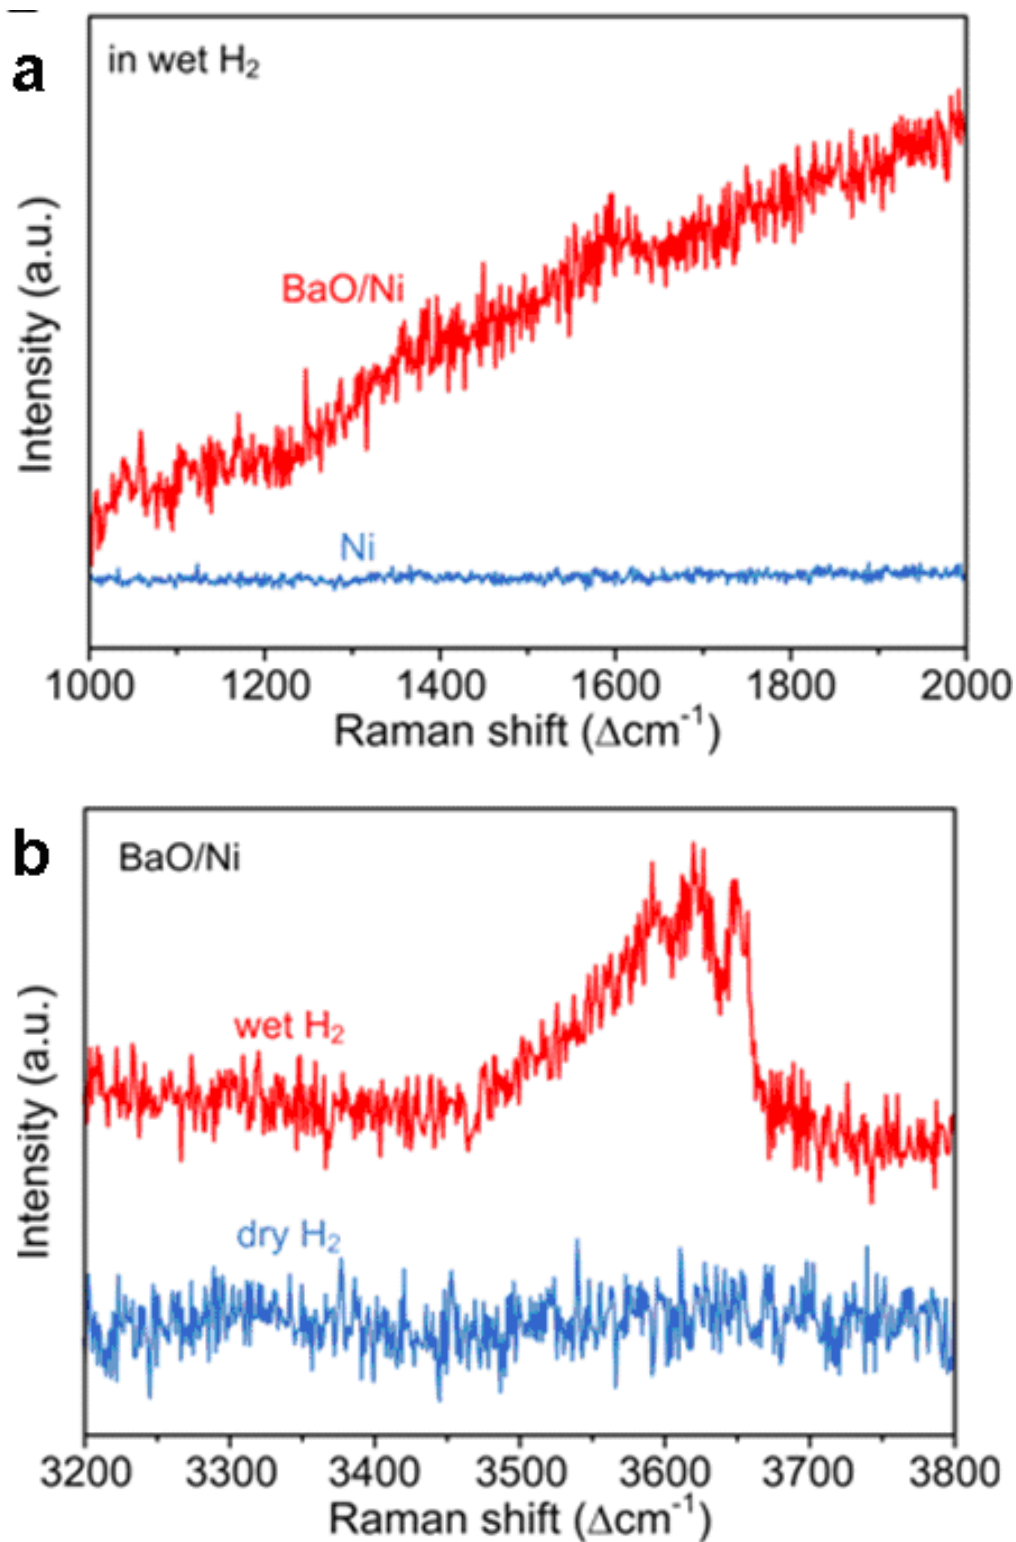 a
in wet H₂
BaO/Ni
Ni
Intensity (a.u.)
1000 1200 1400 1600 1800 2000
Raman shift (Δcm⁻¹)
b
BaO/Ni
wet H₂
dry H₂
Intensity (a.u.)
3200 3300 3400 3500 3600 3700 3800
Raman shift (Δcm⁻¹)